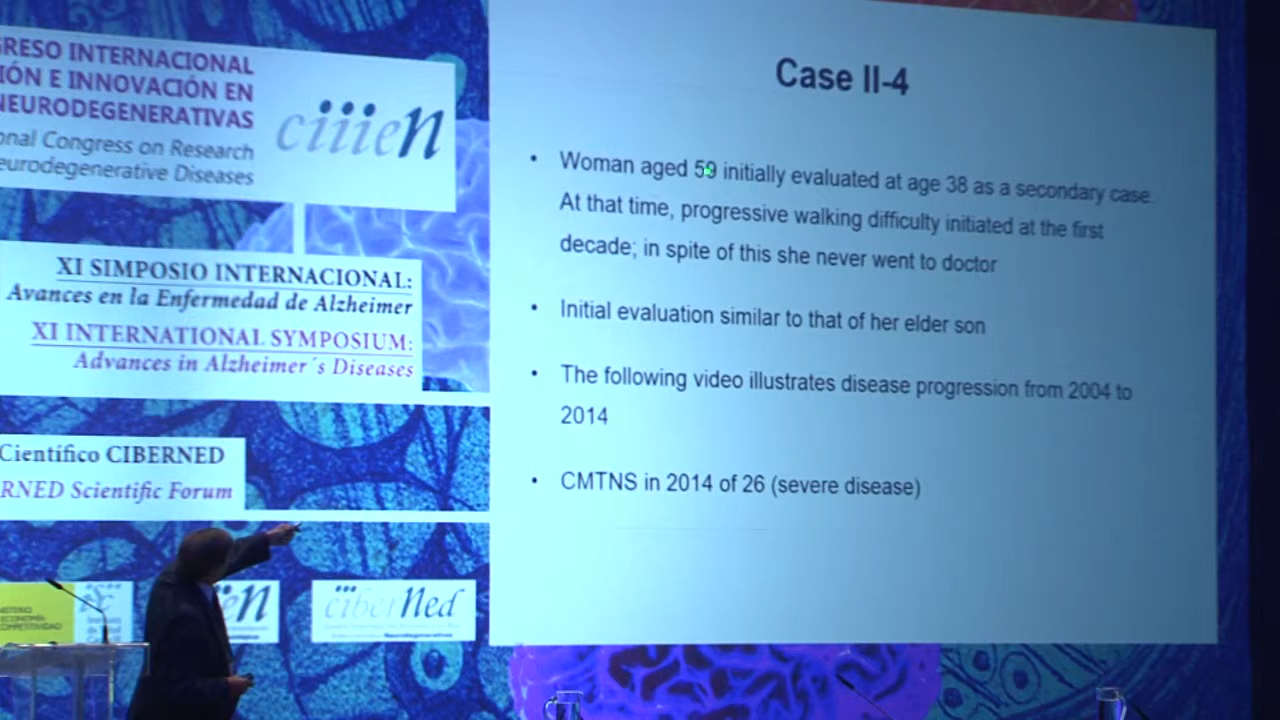 RESO INTERNACIONAL
IÓN E INNOVACIÓN EN
NEURODEGENERATIVAS
onal Congress on Research
eurodegenerative Diseases
ciiien
XI SIMPOSIO INTERNACIONAL:
Avances en la Enfermedad de Alzheimer
XI INTERNATIONAL SYMPOSIUM:
Advances in Alzheimer´s Diseases
Científico CIBERNED
RNED Scientific Forum
ciberned
Case II-4
• Woman aged 59 initially evaluated at age 38 as a secondary case.
At that time, progressive walking difficulty initiated at the first
decade; in spite of this she never went to doctor
• Initial evaluation similar to that of her elder son
• The following video illustrates disease progression from 2004 to
2014
• CMTNS in 2014 of 26 (severe disease)